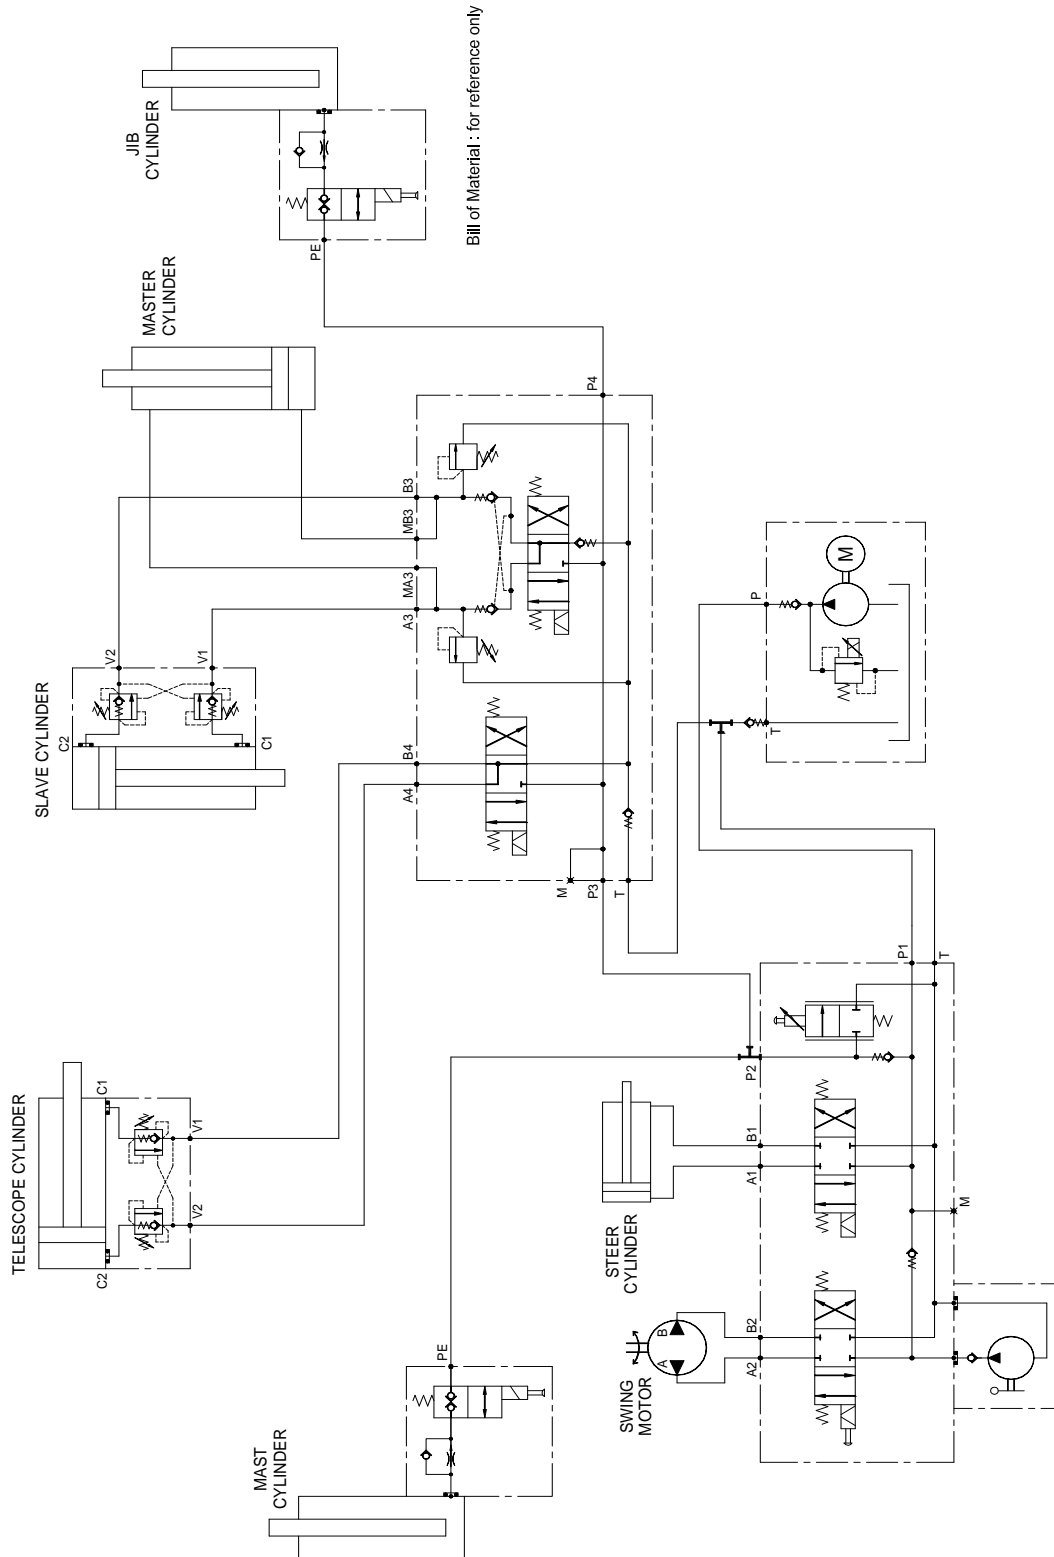 JIB
CYLINDER
Bill of Material : for reference only
PE
MASTER
CYLINDER
P4
B3
MB3
MA3
A3
V2
V1
C2
C1
SLAVE CYLINDER
B4
A4
M
P3
T
P
M
T
P1
T
TELESCOPE CYLINDER
C1
V1
C2
V2
P2
B1
A1
STEER
CYLINDER
M
B2
A2
B
A
SWING
MOTOR
PE
MAST
CYLINDER